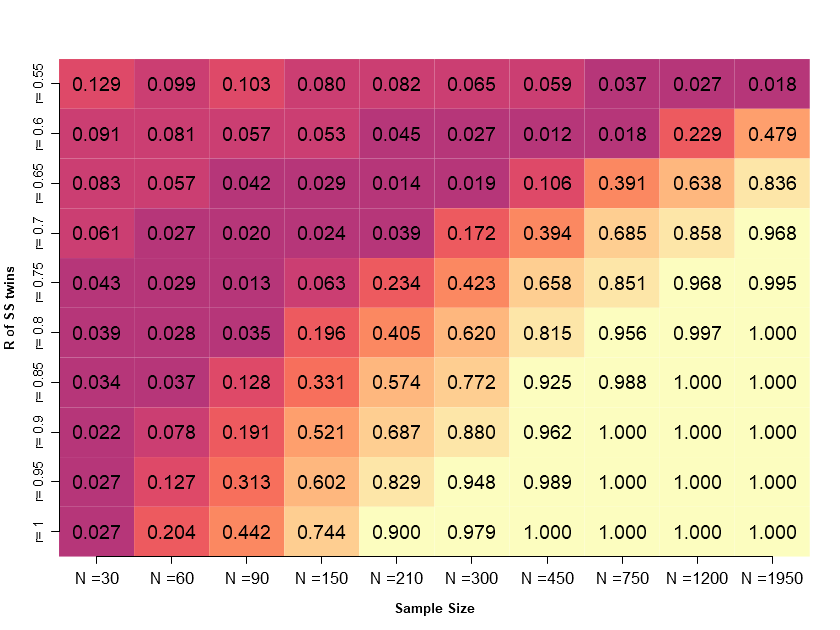 r= 0.55 0.129 0.099 0.103 0.080 0.082 0.065 0.059 0.037 0.027 0.018
r= 0.6 0.091 0.081 0.057 0.053 0.045 0.027 0.012 0.018 0.229 0.479
r= 0.65 0.083 0.057 0.042 0.029 0.014 0.019 0.106 0.391 0.638 0.836
r= 0.7 0.061 0.027 0.020 0.024 0.039 0.172 0.394 0.685 0.858 0.968
r= 0.75 0.043 0.029 0.013 0.063 0.234 0.423 0.658 0.851 0.968 0.995
r= 0.8 0.039 0.028 0.035 0.196 0.405 0.620 0.815 0.956 0.997 1.000
r= 0.85 0.034 0.037 0.128 0.331 0.574 0.772 0.925 0.988 1.000 1.000
r= 0.9 0.022 0.078 0.191 0.521 0.687 0.880 0.962 1.000 1.000 1.000
r= 0.95 0.027 0.127 0.313 0.602 0.829 0.948 0.989 1.000 1.000 1.000
r= 1 0.027 0.204 0.442 0.744 0.900 0.979 1.000 1.000 1.000 1.000
N =30 N =60 N =90 N =150 N =210 N =300 N =450 N =750 N =1200 N =1950
Sample Size
R of SS twins